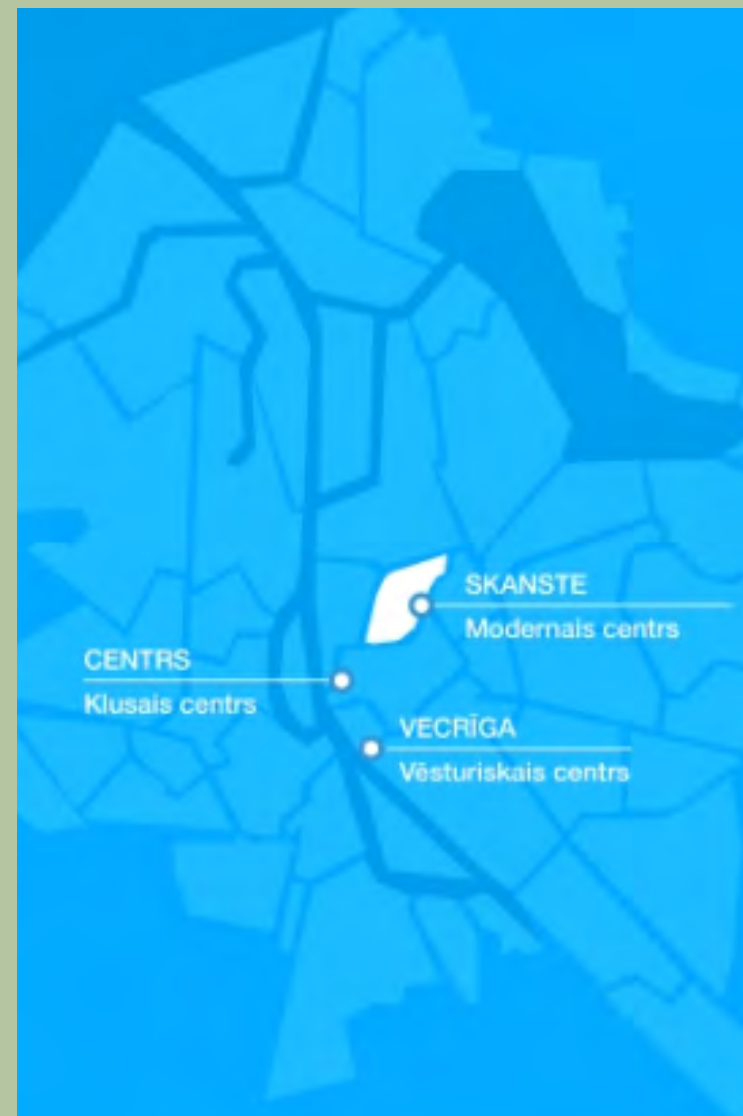 SKANSTE
Modernais centrs
CENTRS
Klusais centrs
VECRĪGA
Vēsturiskais centrs